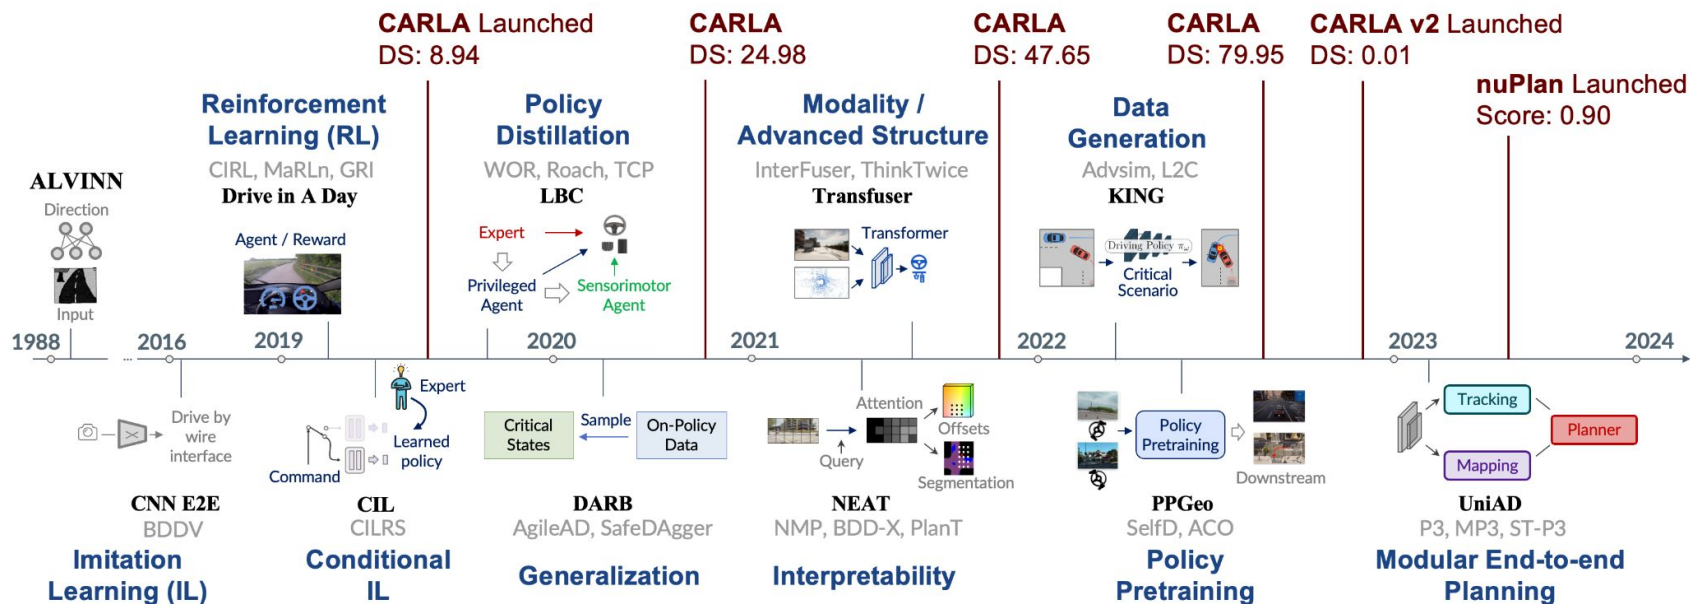 CARLA Launched
DS: 8.94
CARLA
DS: 24.98
CARLA
DS: 47.65
CARLA
DS: 79.95
CARLA v2 Launched
DS: 0.01
nuPlan Launched
Score: 0.90
ALVINN
Direction
Input
Reinforcement
Learning (RL)
CIRL, MaRLn, GRI
Drive in A Day
Agent / Reward
Policy
Distillation
WOR, Roach, TCP
LBC
Expert
Privileged
Agent
Sensorimotor
Agent
Modality /
Advanced Structure
InterFuser, ThinkTwice
Transfuser
Transformer
Data
Generation
Advsim, L2C
KING
Driving Policy πω
Critical
Scenario
1988
...
2016
2019
2020
2021
2022
2023
2024
Drive by
wire
interface
CNN E2E
BDDV
Imitation
Learning (IL)
Expert
Learned
policy
Command
CIL
CILRS
Conditional
IL
Critical
States
Sample
On-Policy
Data
DARB
AgileAD, SafeDAgger
Generalization
Attention
Query
Offsets
Segmentation
NEAT
NMP, BDD-X, PlanT
Interpretability
Policy
Pretraining
Downstream
PPGeo
SelfD, ACO
Policy
Pretraining
Tracking
Mapping
Planner
UniAD
P3, MP3, ST-P3
Modular End-to-end
Planning